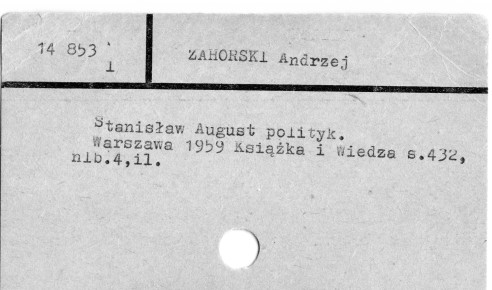 14 853
1
ZAHORSKI Andrzej
Stanisław August polityk.
Warszawa 1959 Książka i Wiedza s.432,
nlb.4,il.